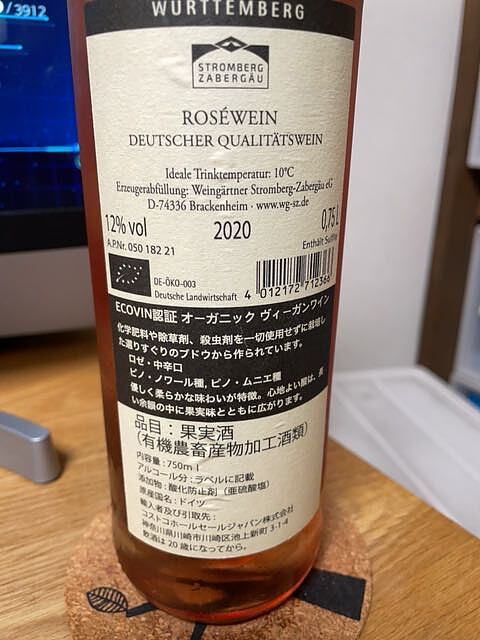 /3912
WÜRTTEMBERG
STROMBERG
ZABERGÄU
ROSÉWEIN
DEUTSCHER QUALITÄTSWEIN
Ideale Trinktemperatur: 10°C
Erzeugerabfüllung: Weingärtner Stromberg-Zabergäu eG
D-74336 Brackenheim · www.wg-sz.de
12% vol 2020 0,75 L
A.P.Nr. 050 182 21 Enthält Sulfite
DE-ÖKO-003
Deutsche Landwirtschaft
4 012172 712366
ECOVIN認証 オーガニック ヴィーガンワイン
化学肥料や除草剤、殺虫剤を一切使用せずに栽培し
た選りすぐりのブドウから作られています。
ロゼ・中辛口
ピノ・ノワール種, ピノ・ムニエ種
優しく柔らかな味わいが特徴。心地よい酸は、長
い余韻の中に果実味とともに広がります。
品目：果実酒
（有機農畜産物加工酒類）
内容量：750ｍｌ
アルコール分：ラベルに記載
添加物：酸化防止剤（亜硫酸塩）
原産国名：ドイツ
輸入者及び引取先：
コストコホールセールジャパン株式会社
神奈川県川崎市川崎区池上新町 3-1-4
飲酒は 20 歳になってから。